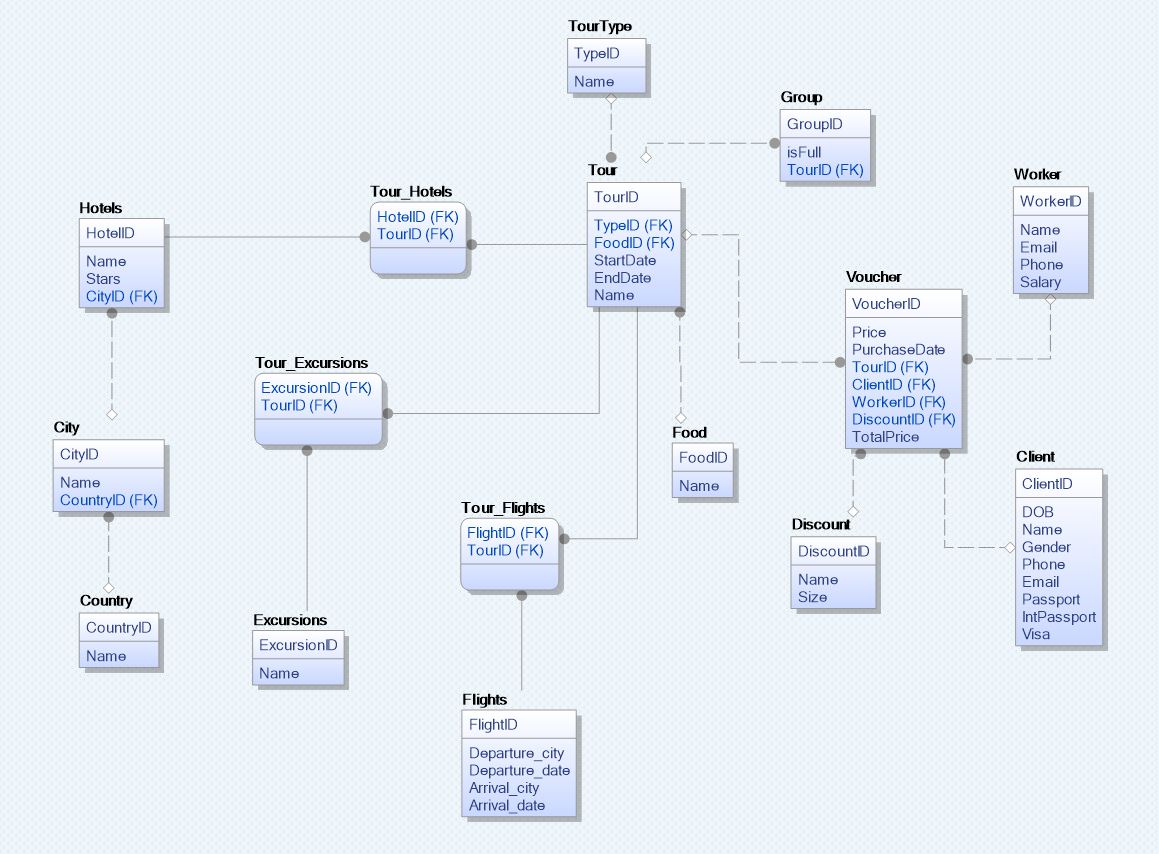 TourType
TypeID
Name
Group
GroupID
isFull
TourID (FK)
Tour
TourID
TypeID (FK)
FoodID (FK)
StartDate
EndDate
Name
Worker
WorkerID
Name
Email
Phone
Salary
Tour_Hotels
HotelID (FK)
TourID (FK)
Hotels
HotelID
Name
Stars
CityID (FK)
Voucher
VoucherID
Price
PurchaseDate
TourID (FK)
ClientID (FK)
WorkerID (FK)
DiscountID (FK)
TotalPrice
Tour_Excursions
ExcursionID (FK)
TourID (FK)
City
CityID
Name
CountryID (FK)
Food
FoodID
Name
Client
ClientID
DOB
Name
Gender
Phone
Email
Passport
IntPassport
Visa
Tour_Flights
FlightID (FK)
TourID (FK)
Discount
DiscountID
Name
Size
Country
CountryID
Name
Excursions
ExcursionID
Name
Flights
FlightID
Departure_city
Departure_date
Arrival_city
Arrival_date